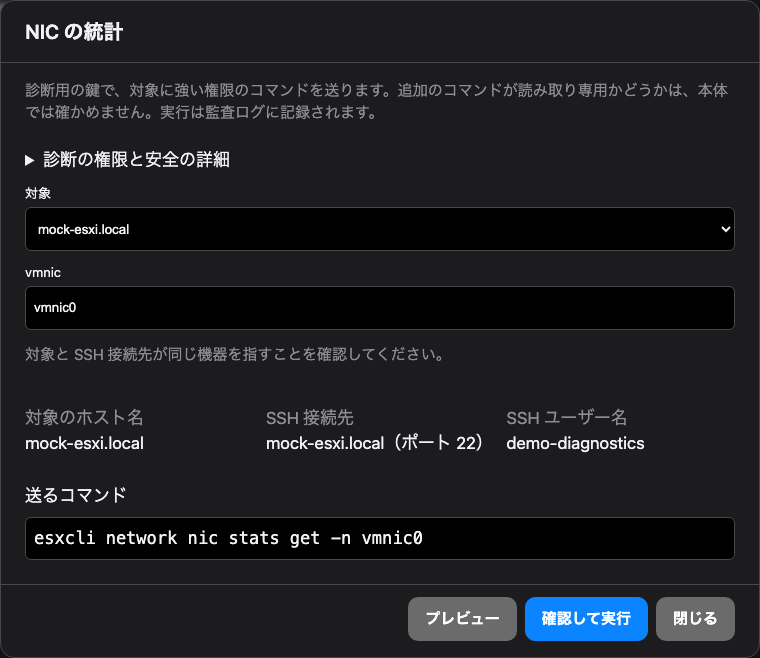 NIC の統計
診断用の鍵で、対象に強い権限のコマンドを送ります。追加のコマンドが読み取り専用かどうかは、本体
では確かめません。実行は監査ログに記録されます。
▶ 診断の権限と安全の詳細
対象
mock-esxi.local
vmnic
vmnic0
対象と SSH 接続先が同じ機器を指すことを確認してください。
対象のホスト名 SSH 接続先 SSH ユーザー名
mock-esxi.local mock-esxi.local（ポート 22） demo-diagnostics
送るコマンド
esxcli network nic stats get -n vmnic0
プレビュー 確認して実行 閉じる